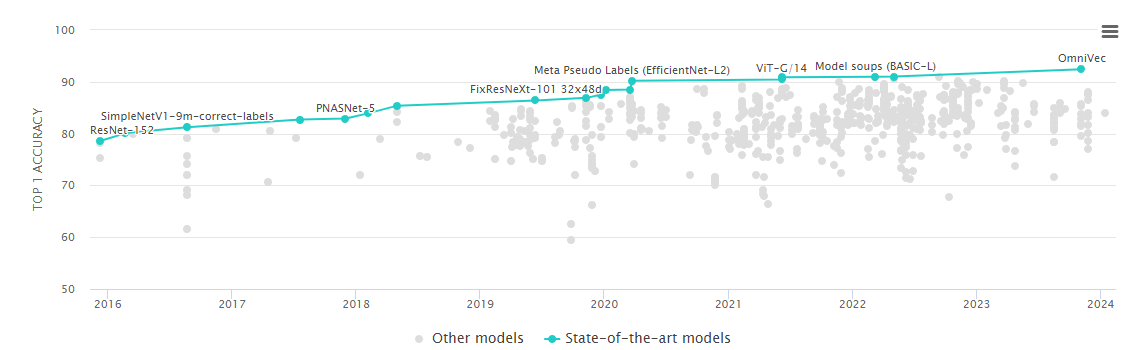 100
90
80
70
60
50
TOP 1 ACCURACY
ResNet-152
SimpleNetV1-9m-correct-labels
PNASNet-5
FixResNeXt-101 32x48d
Meta Pseudo Labels (EfficientNet-L2)
ViT-G/14
Model soups (BASIC-L)
OmniVec
2016 2017 2018 2019 2020 2021 2022 2023 2024
Other models State-of-the-art models